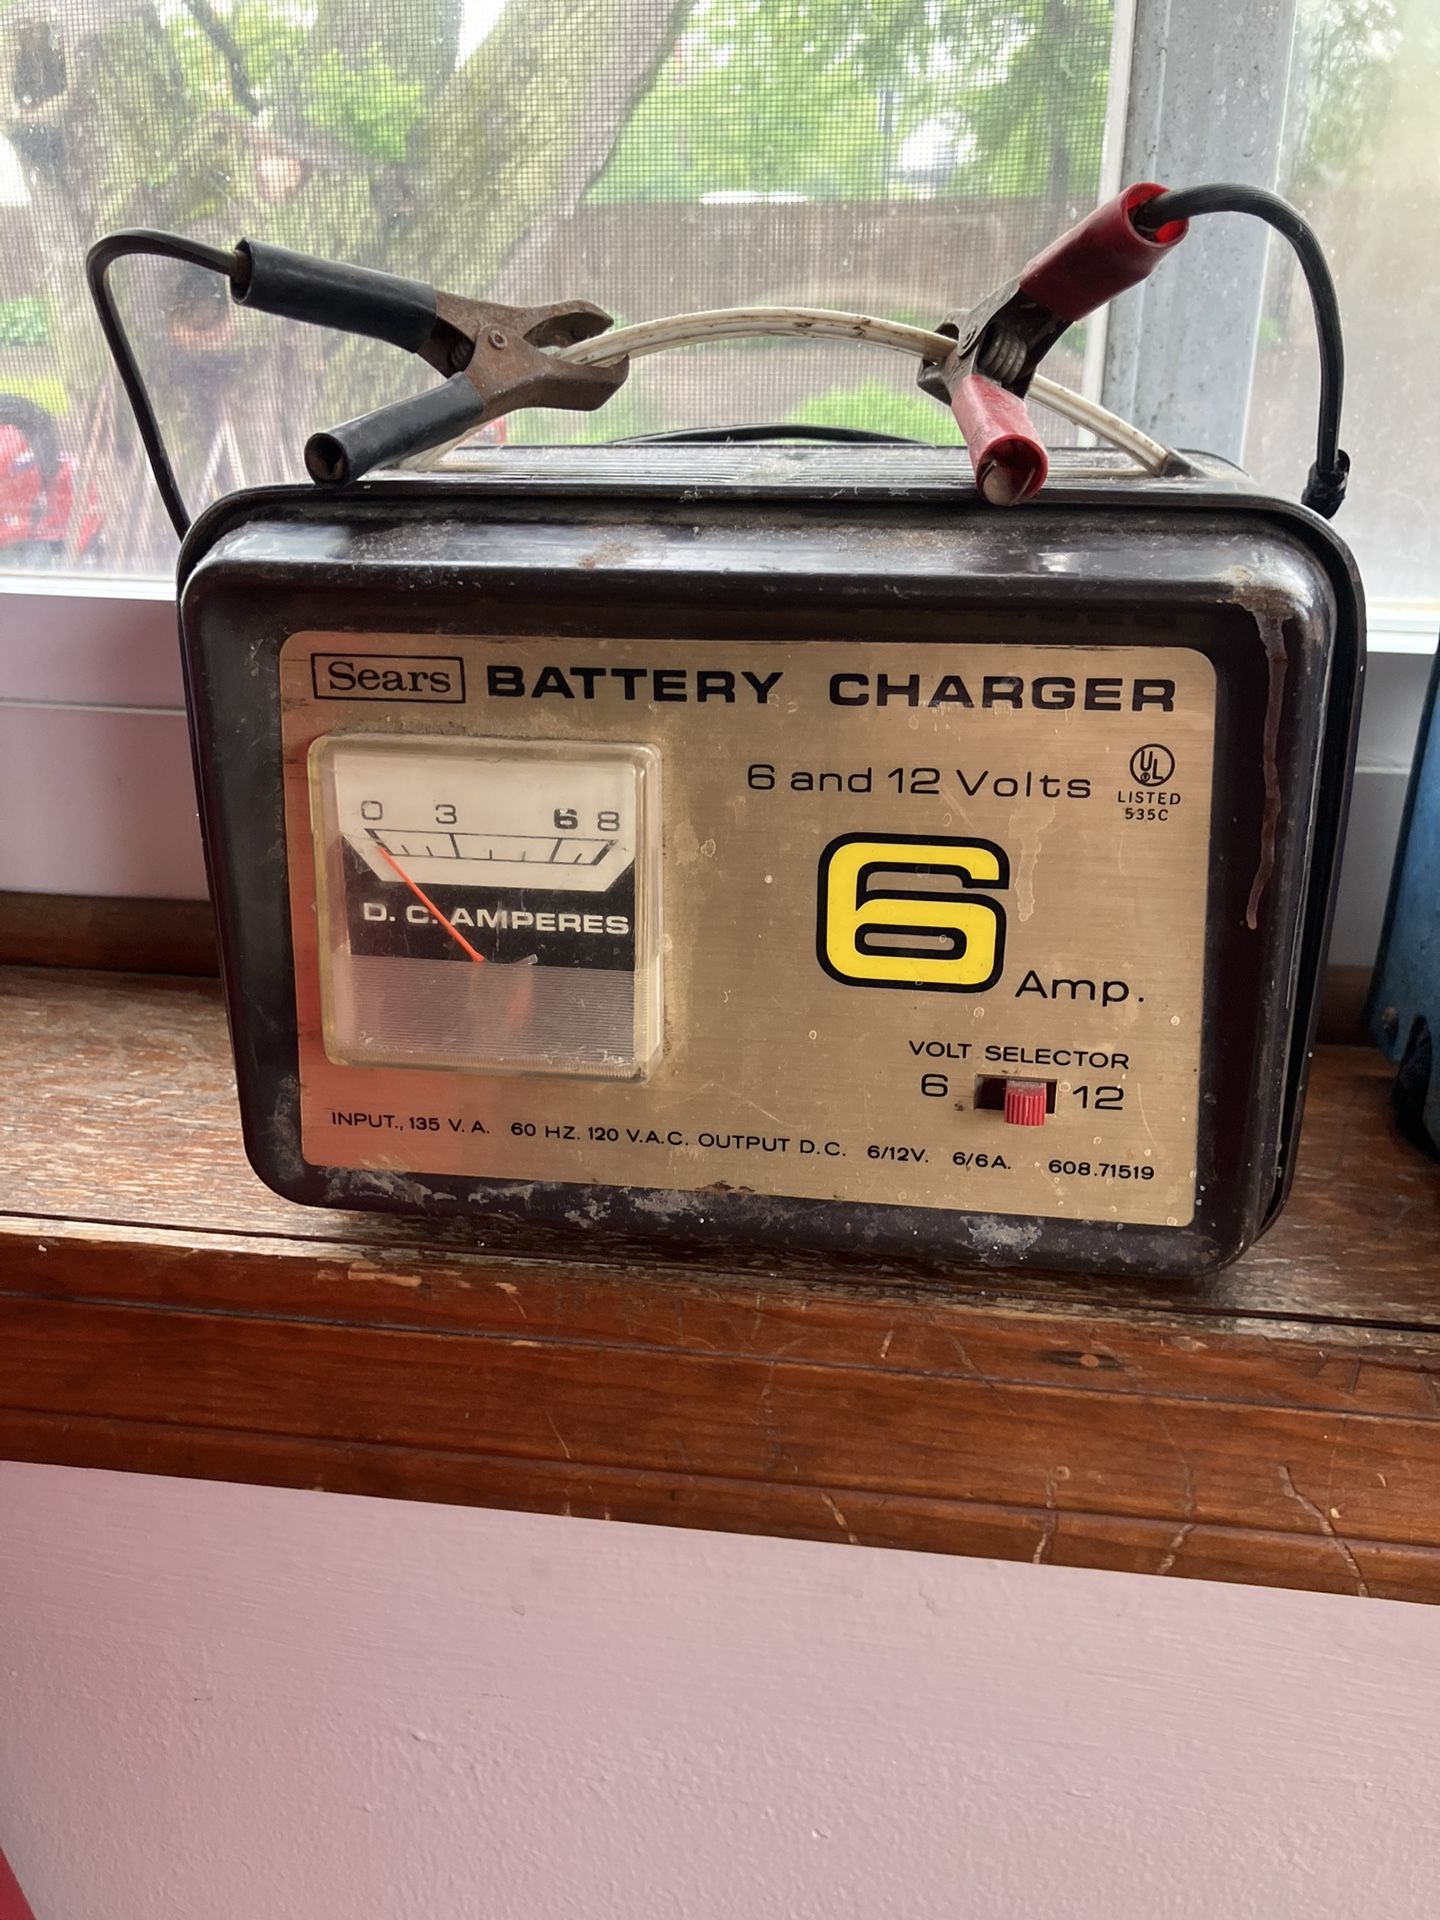 Sears BATTERY CHARGER
6 and 12 Volts
UL
LISTED
535C
0 3 6 8
D. C. AMPERES
6 Amp.
VOLT SELECTOR
6 12
INPUT., 135 V. A. 60 HZ. 120 V.A.C. OUTPUT D.C. 6/12V. 6/6A. 608.71519